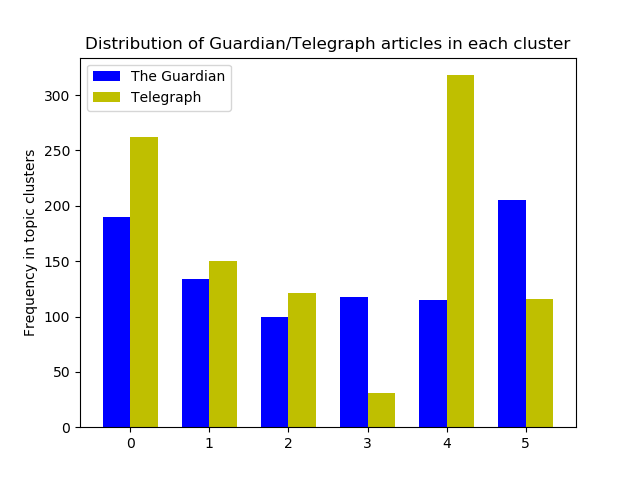 Distribution of Guardian/Telegraph articles in each cluster
The Guardian
Telegraph
Frequency in topic clusters
300
250
200
150
100
50
0
0 1 2 3 4 5